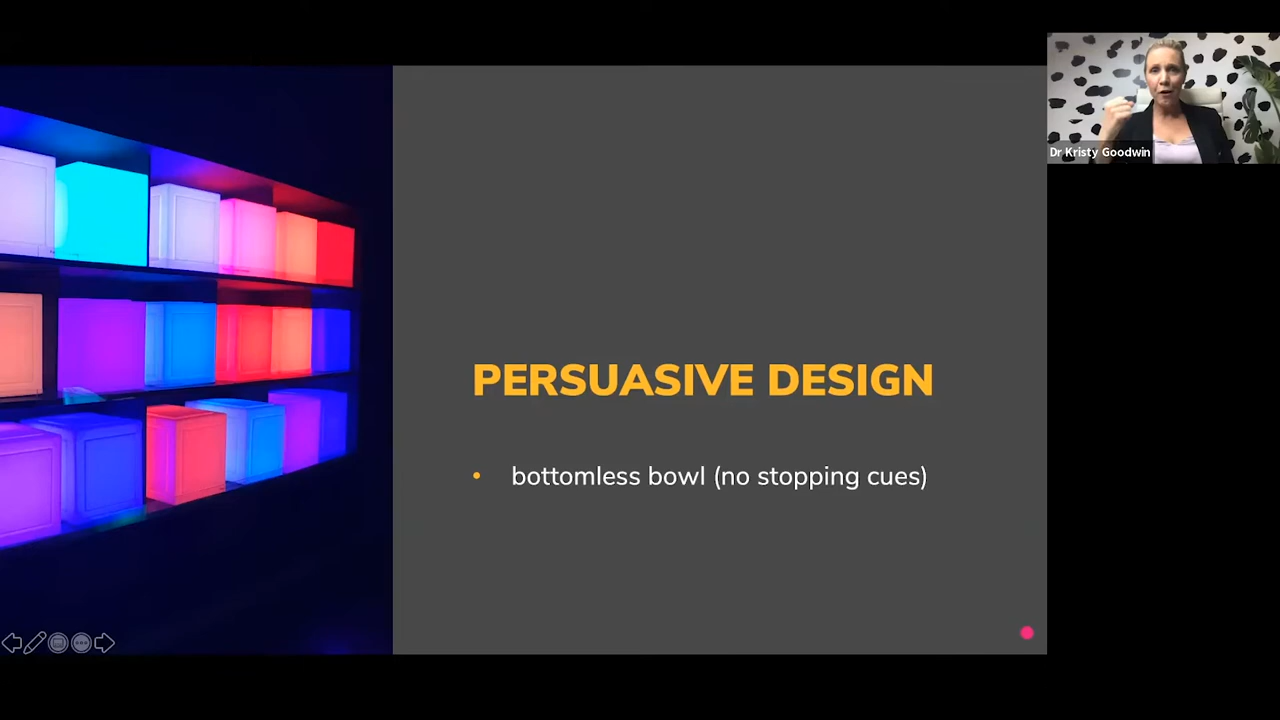 Dr Kristy Goodwin
PERSUASIVE DESIGN
• bottomless bowl (no stopping cues)